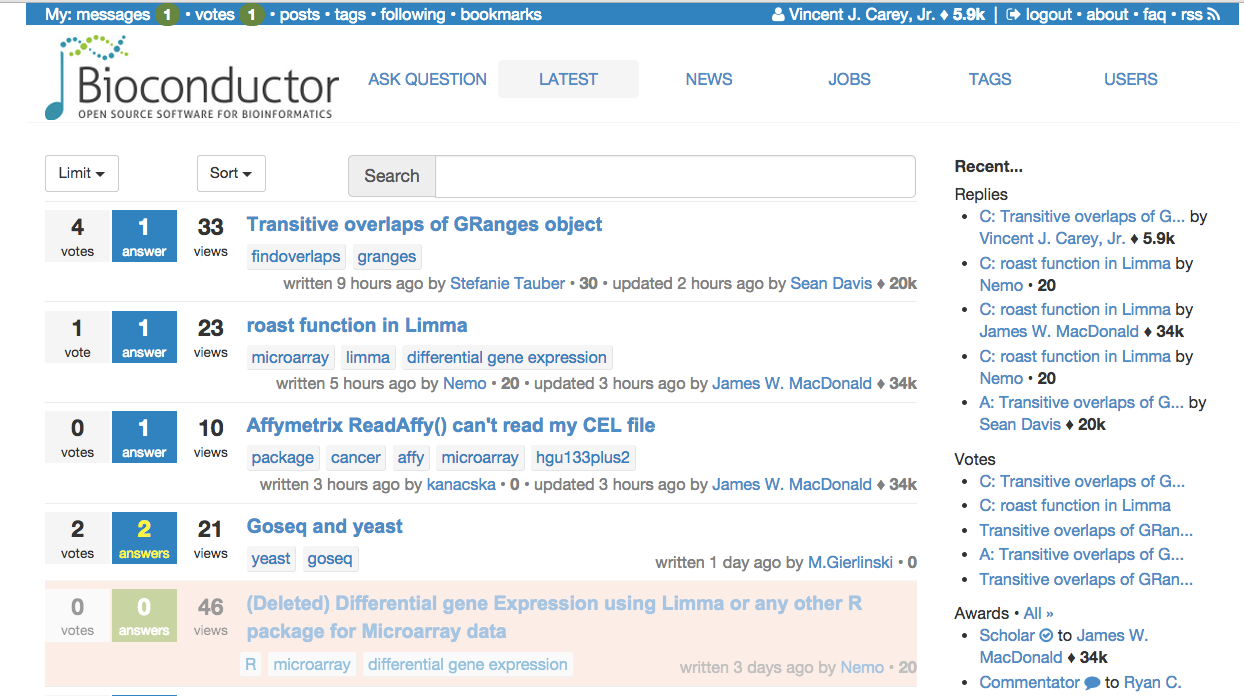 My: messages 1 • votes 1 • posts • tags • following • bookmarks
Vincent J. Carey, Jr. ♦ 5.9k | logout • about • faq • rss
Bioconductor
OPEN SOURCE SOFTWARE FOR BIOINFORMATICS
ASK QUESTION LATEST NEWS JOBS TAGS USERS
Limit Sort Search
4 votes 1 answer 33 views
Transitive overlaps of GRanges object
findoverlaps granges
written 9 hours ago by Stefanie Tauber • 30 • updated 2 hours ago by Sean Davis ♦ 20k
1 vote 1 answer 23 views
roast function in Limma
microarray limma differential gene expression
written 5 hours ago by Nemo • 20 • updated 3 hours ago by James W. MacDonald ♦ 34k
0 votes 1 answer 10 views
Affymetrix ReadAffy() can't read my CEL file
package cancer affy microarray hgu133plus2
written 3 hours ago by kanacska • 0 • updated 3 hours ago by James W. MacDonald ♦ 34k
2 votes 2 answers 21 views
Goseq and yeast
yeast goseq
written 1 day ago by M.Gierlinski • 0
0 votes 0 answers 46 views
(Deleted) Differential gene Expression using Limma or any other R
package for Microarray data
R microarray differential gene expression
written 3 days ago by Nemo • 20
Recent...
Replies
• C: Transitive overlaps of G... by
Vincent J. Carey, Jr. ♦ 5.9k
• C: roast function in Limma by
Nemo • 20
• C: roast function in Limma by
James W. MacDonald ♦ 34k
• C: roast function in Limma by
Nemo • 20
• A: Transitive overlaps of G... by
Sean Davis ♦ 20k
Votes
• C: Transitive overlaps of G...
• C: roast function in Limma
• Transitive overlaps of GRan...
• A: Transitive overlaps of G...
• Transitive overlaps of GRan...
Awards • All »
• Scholar to James W.
MacDonald ♦ 34k
• Commentator to Ryan C.